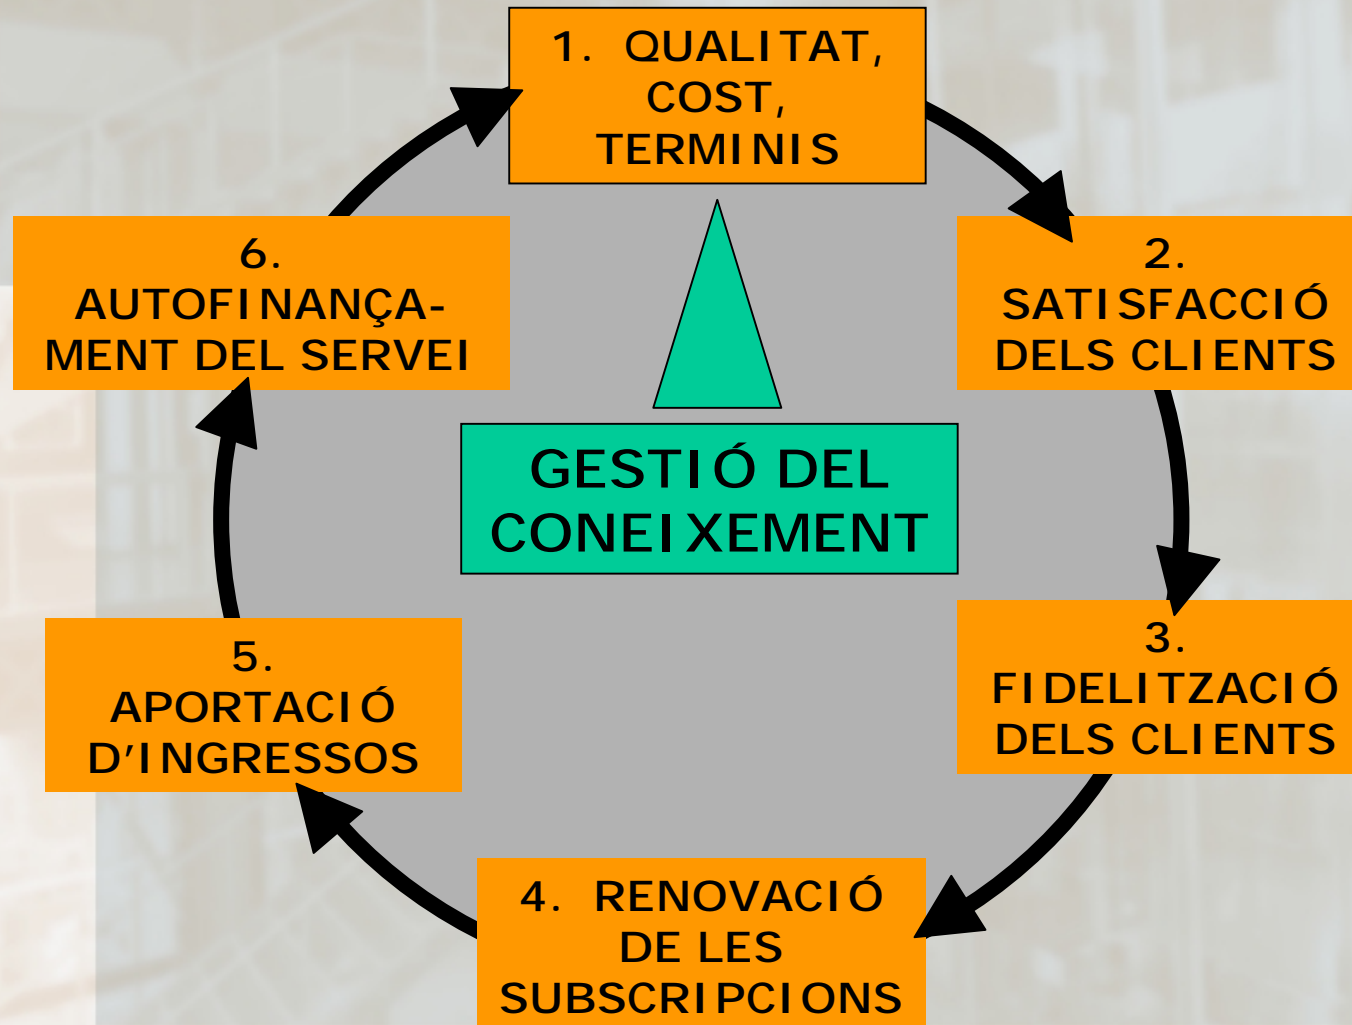 1. QUALITAT,
COST,
TERMINIS
2.
SATISFACCIÓ
DELS CLIENTS
3.
FIDELITZACIÓ
DELS CLIENTS
4. RENOVACIÓ
DE LES
SUBSCRIPCIONS
5.
APORTACIÓ
D'INGRESSOS
6.
AUTOFINANÇA-
MENT DEL SERVEI
GESTIÓ DEL
CONEIXEMENT